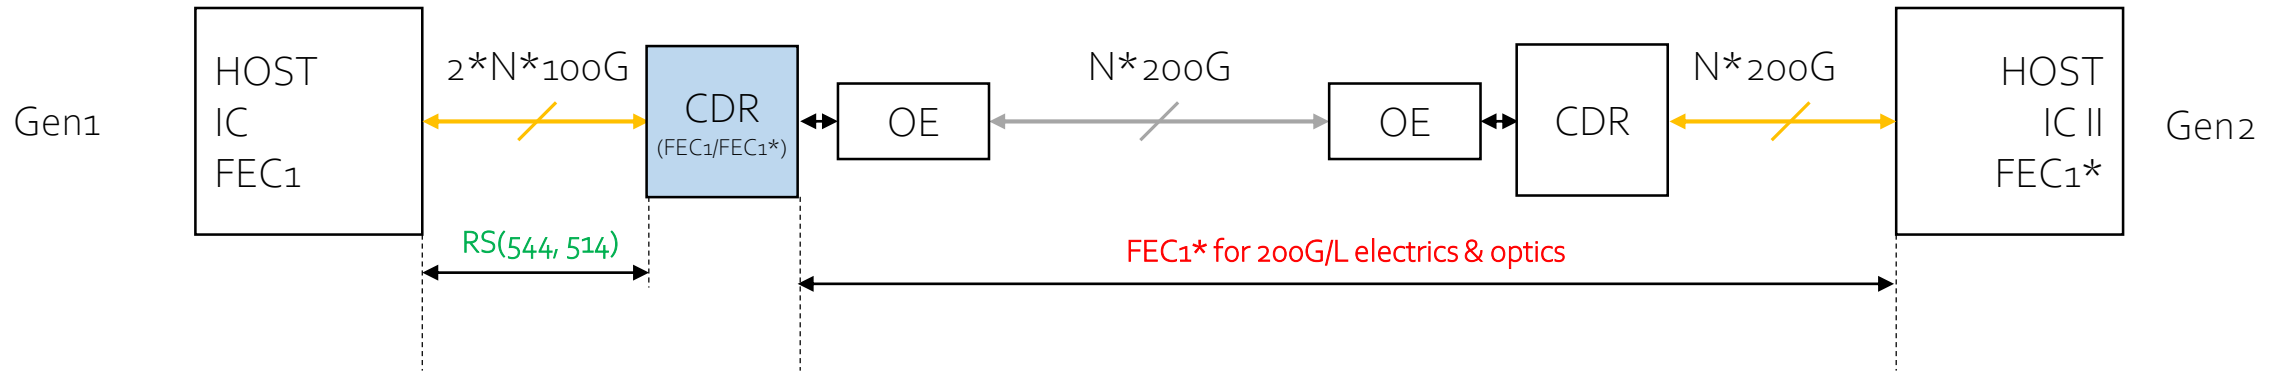 Gen1
HOST
IC
FEC1
2*N*100G
CDR
(FEC1/FEC1*)
OE
N*200G
OE
CDR
N*200G
HOST
IC II
FEC1*
Gen2
RS(544, 514)
FEC1* for 200G/L electrics & optics